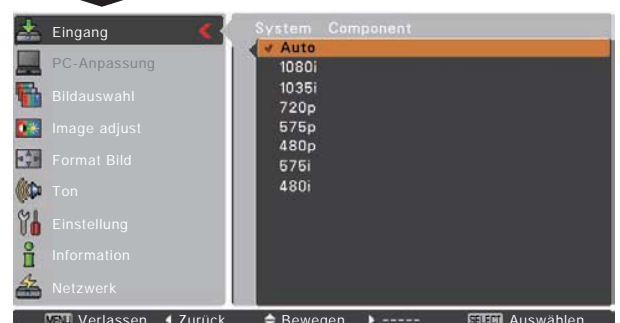 Eingang
PC-Anpassung
Bildauswahl
Image adjust
Format Bild
Ton
Einstellung
Information
Netzwerk
System Component
Auto
1080i
1035i
720p
575p
480p
575i
480i
MENU Verlassen Zurück Bewegen ----- SELECT Auswählen